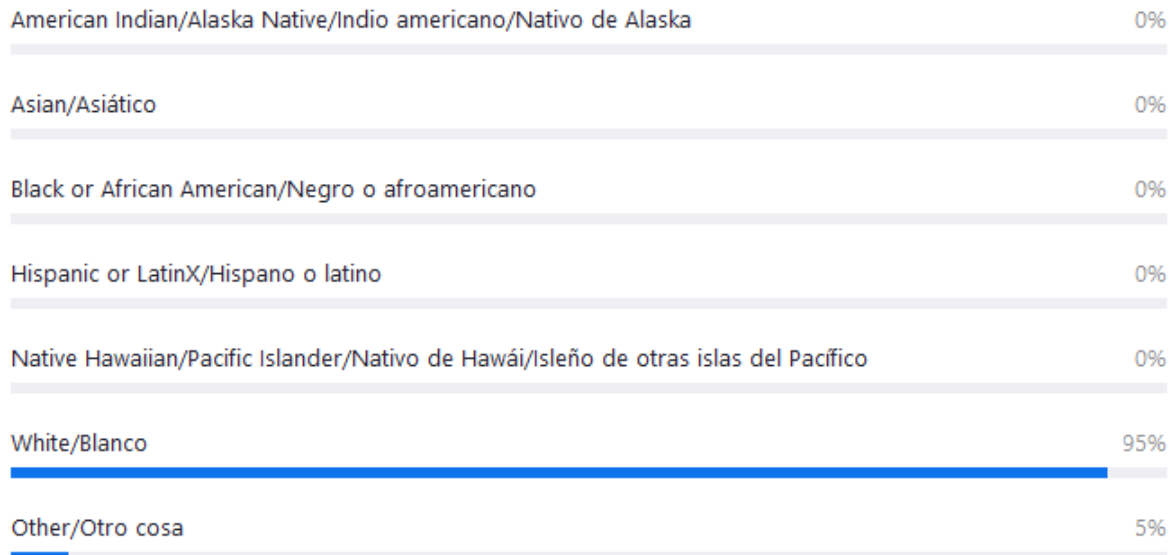 American Indian/Alaska Native/Indio americano/Nativo de Alaska 0%
Asian/Asiático 0%
Black or African American/Negro o afroamericano 0%
Hispanic or LatinX/Hispano o latino 0%
Native Hawaiian/Pacific Islander/Nativo de Hawái/Isleño de otras islas del Pacífico 0%
White/Blanco 95%
Other/Otro cosa 5%